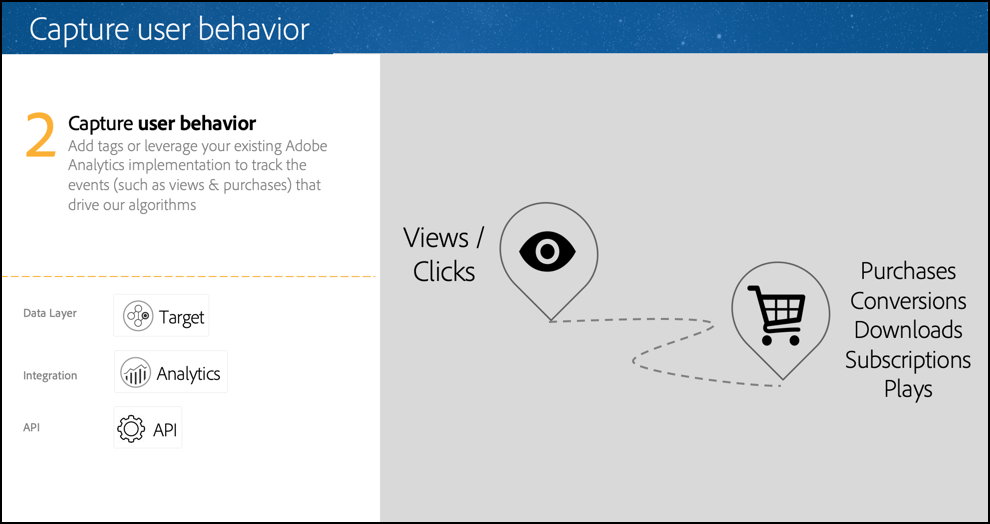 Capture user behavior
2
Capture user behavior
Add tags or leverage your existing Adobe
Analytics implementation to track the
events (such as views & purchases) that
drive our algorithms
Data Layer
Target
Integration
Analytics
API
API
Views /
Clicks
Purchases
Conversions
Downloads
Subscriptions
Plays